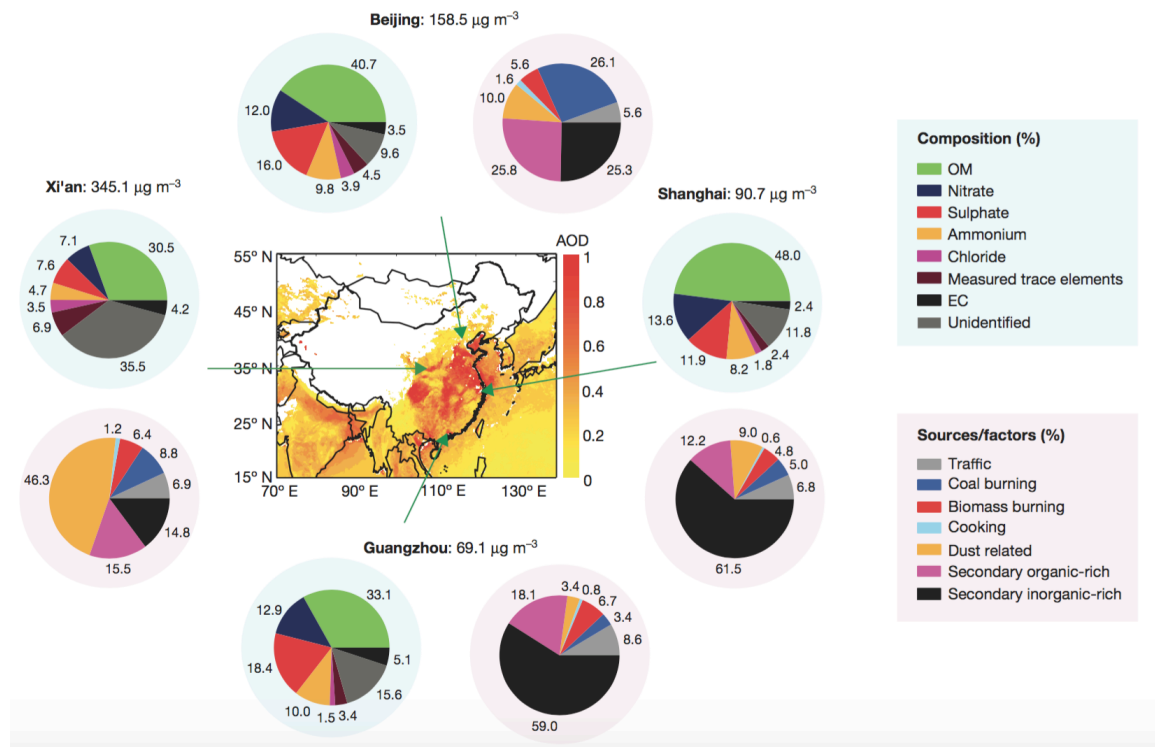 Beijing: 158.5 µg m⁻³
40.7
12.0
16.0
9.8
3.9
4.5
9.6
3.5
5.6
1.6
10.0
25.8
25.3
5.6
26.1
Xi'an: 345.1 µg m⁻³
7.1
7.6
4.7
3.5
6.9
35.5
4.2
30.5
1.2
6.4
8.8
6.9
14.8
15.5
46.3
AOD
55º N
45º N
35º N
25º N
15º N
70º E
90º E
110º E
130º E
1
0.8
0.6
0.4
0.2
0
Shanghai: 90.7 µg m⁻³
48.0
13.6
11.9
8.2
1.8
2.4
11.8
2.4
12.2
9.0
0.6
4.8
5.0
6.8
61.5
Guangzhou: 69.1 µg m⁻³
33.1
12.9
18.4
10.0
1.5
3.4
15.6
5.1
18.1
3.4
0.8
6.7
3.4
8.6
59.0
Composition (%)
OM
Nitrate
Sulphate
Ammonium
Chloride
Measured trace elements
EC
Unidentified
Sources/factors (%)
Traffic
Coal burning
Biomass burning
Cooking
Dust related
Secondary organic-rich
Secondary inorganic-rich